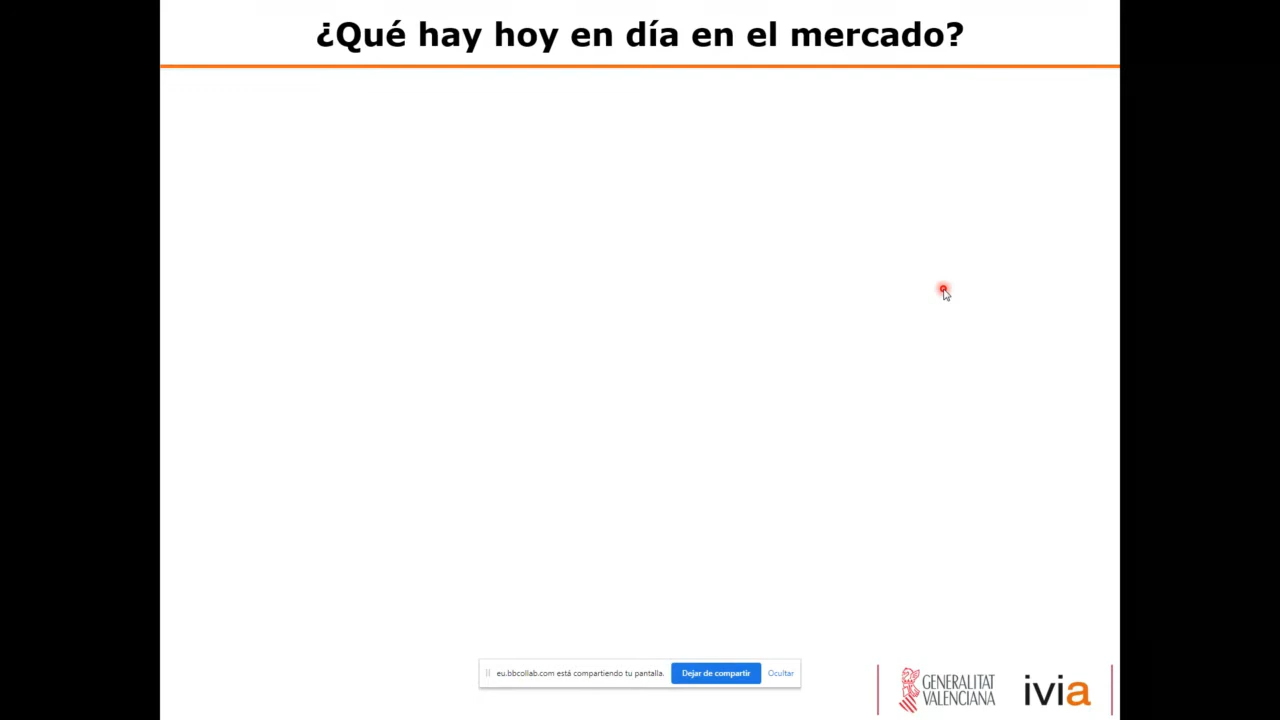 ¿Qué hay hoy en día en el mercado?
eu.bbcollab.com está compartiendo tu pantalla.
Dejar de compartir
Ocultar
GENERALITAT
VALENCIANA
ivia